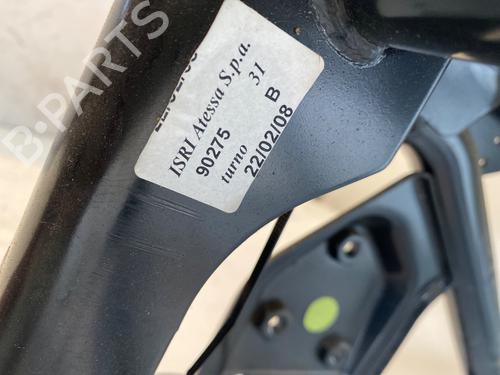 ISRI Atessa S.p.a.
90275 31
turno B
22/02/08
B-PARTS